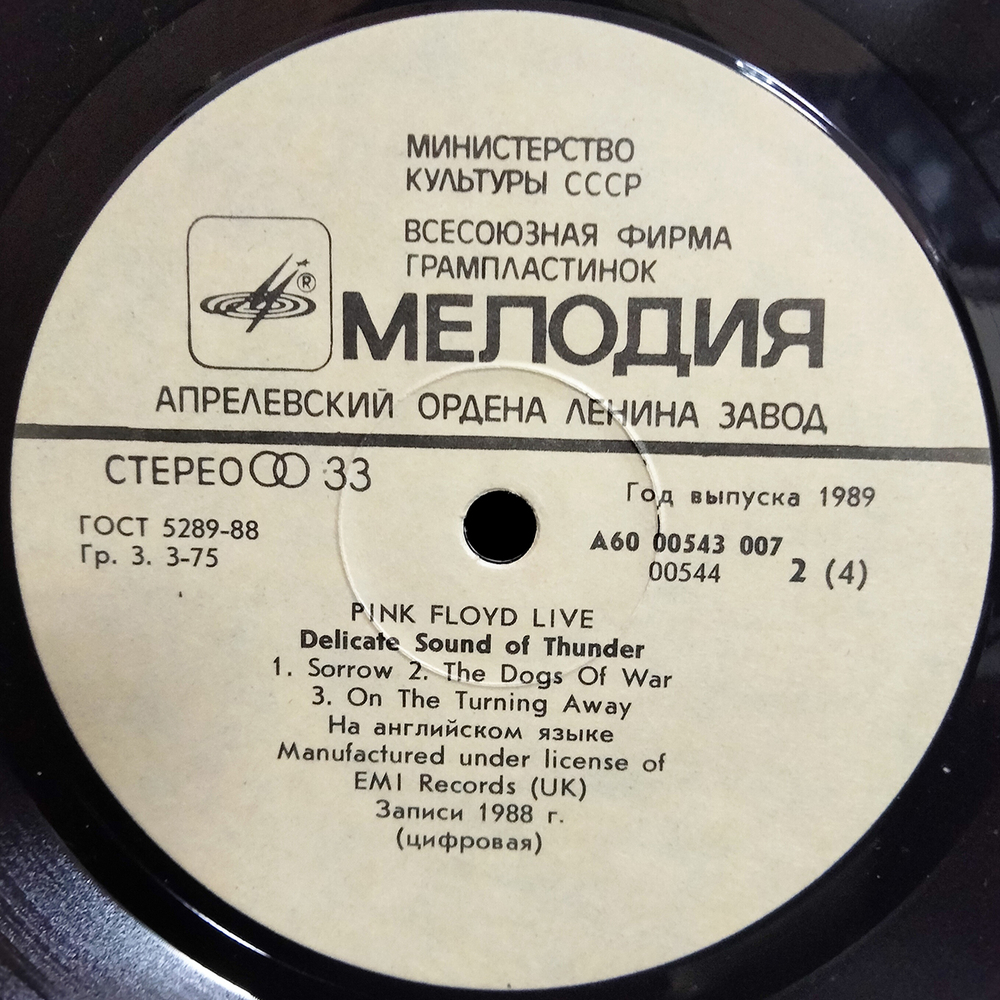 МИНИСТЕРСТВО
КУЛЬТУРЫ СССР
ВСЕСОЮЗНАЯ ФИРМА
ГРАМПЛАСТИНОК
®
МЕЛОДИЯ
АПРЕЛЕВСКИЙ ОРДЕНА ЛЕНИНА ЗАВОД
СТЕРЕО 33
Год выпуска 1989
ГОСТ 5289-88
Гр. 3. 3-75
А60 00543 007
00544 2 (4)
PINK FLOYD LIVE
Delicate Sound of Thunder
1. Sorrow 2. The Dogs Of War
3. On The Turning Away
На английском языке
Manufactured under license of
EMI Records (UK)
Записи 1988 г.
(цифровая)